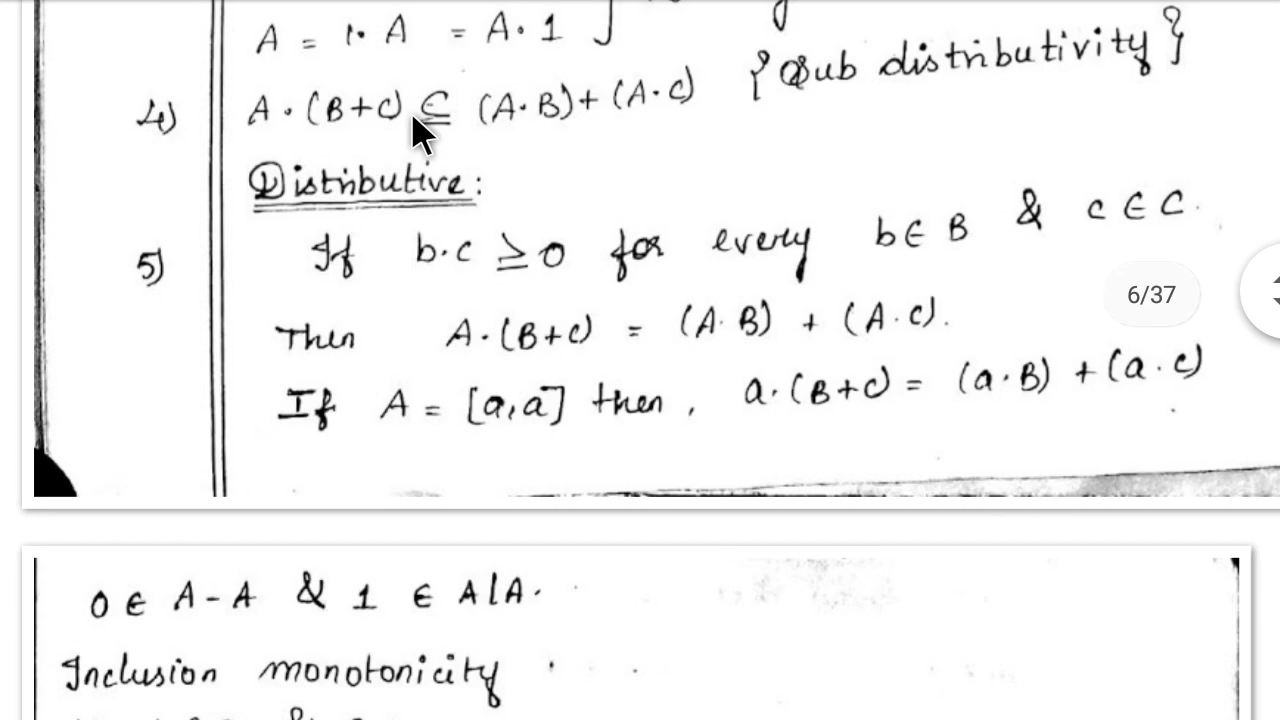 A = 1· A = A· 1 }
4) A · (B+C) ⊆ (A·B)+ (A·C) {Sub distributivity}
Distributive:
5) If b·c ≥ 0 for every b∈B & c∈C.
Then A·(B+C) = (A·B) + (A·C).
6/37
If A = [a,a] then, a·(B+C) = (a·B) + (a·C)
0 ∈ A-A & 1 ∈ A/A.
Inclusion monotonicity